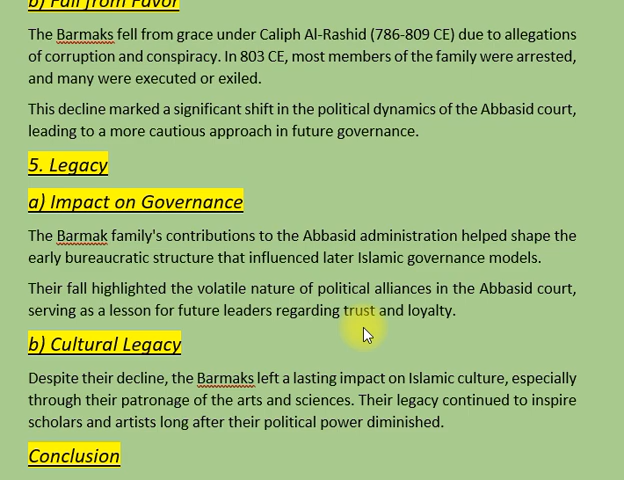 b) Fall from Favor
The Barmaks fell from grace under Caliph Al-Rashid (786-809 CE) due to allegations
of corruption and conspiracy. In 803 CE, most members of the family were arrested,
and many were executed or exiled.
This decline marked a significant shift in the political dynamics of the Abbasid court,
leading to a more cautious approach in future governance.
5. Legacy
a) Impact on Governance
The Barmak family's contributions to the Abbasid administration helped shape the
early bureaucratic structure that influenced later Islamic governance models.
Their fall highlighted the volatile nature of political alliances in the Abbasid court,
serving as a lesson for future leaders regarding trust and loyalty.
b) Cultural Legacy
Despite their decline, the Barmaks left a lasting impact on Islamic culture, especially
through their patronage of the arts and sciences. Their legacy continued to inspire
scholars and artists long after their political power diminished.
Conclusion